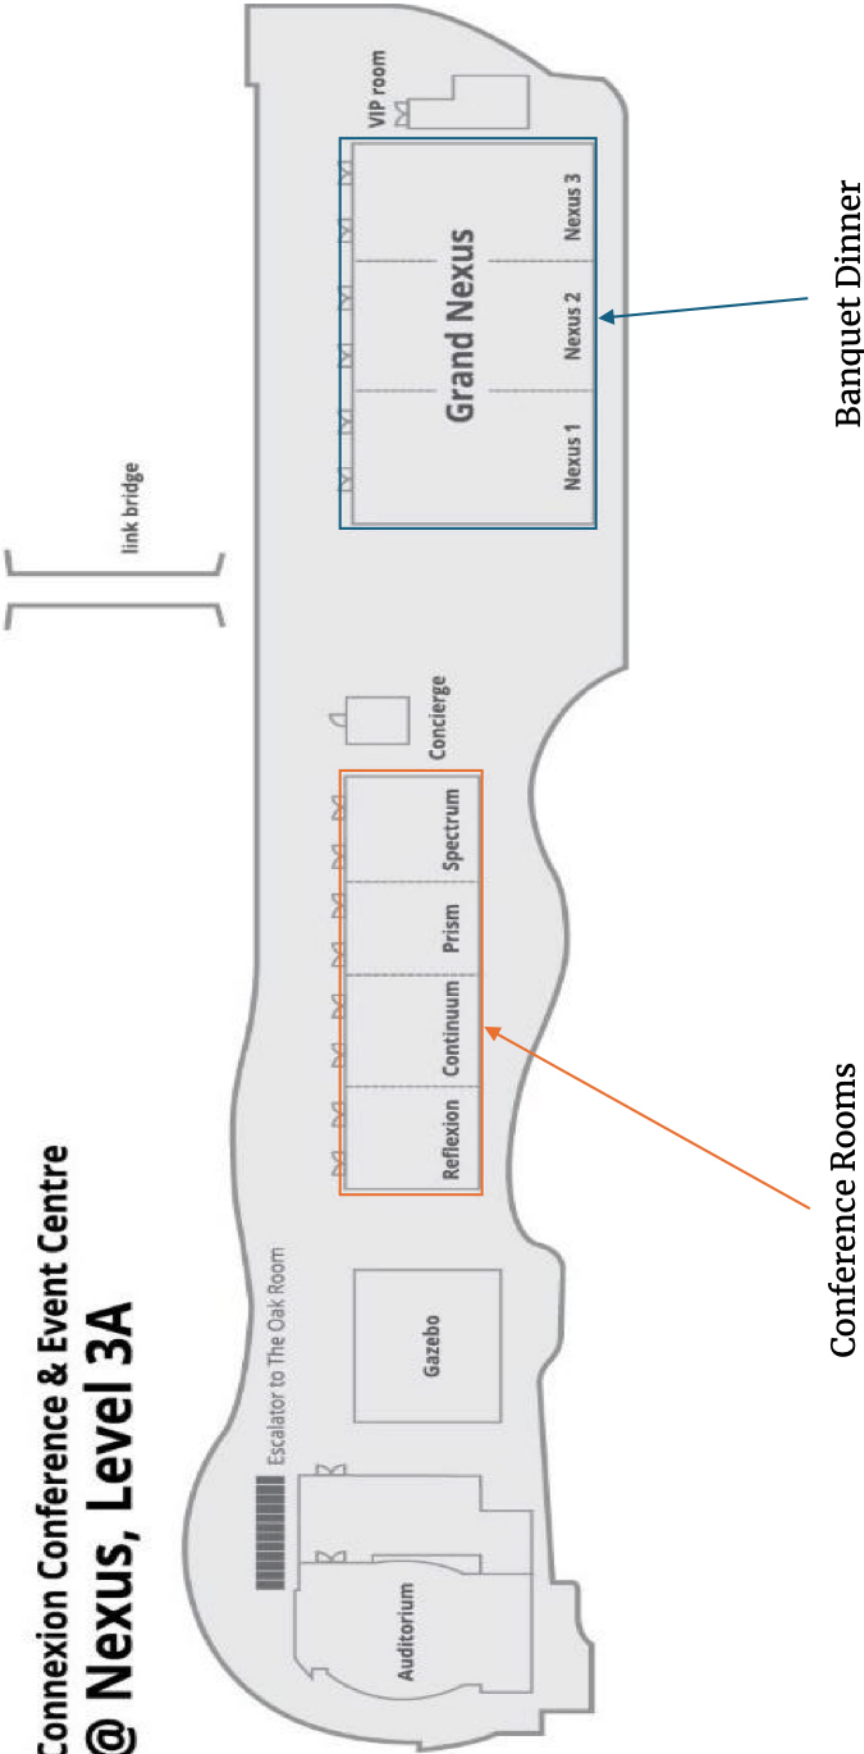 Connexion Conference & Event Centre
@ Nexus, Level 3A
link bridge
Escalator to The Oak Room
VIP room
Auditorium
Gazebo
Reflexion
Continuum
Prism
Spectrum
Concierge
Grand Nexus
Nexus 1
Nexus 2
Nexus 3
Conference Rooms
Banquet Dinner